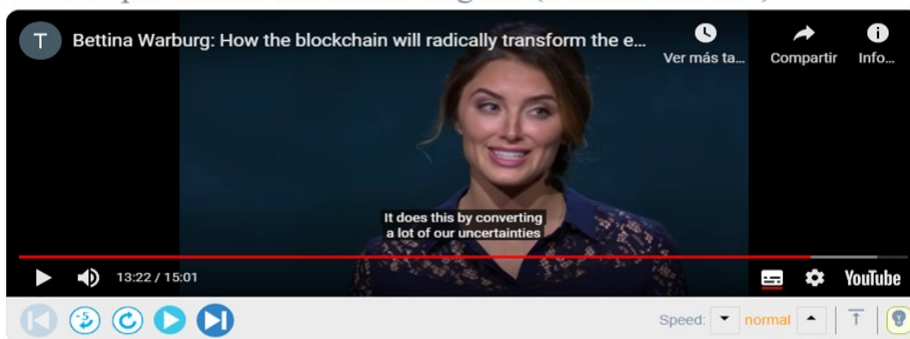 T
Bettina Warburg: How the blockchain will radically transform the e...
Ver más ta...
Compartir
Info...
It does this by converting
a lot of our uncertainties
13:22 / 15:01
YouTube
-5
Speed: normal